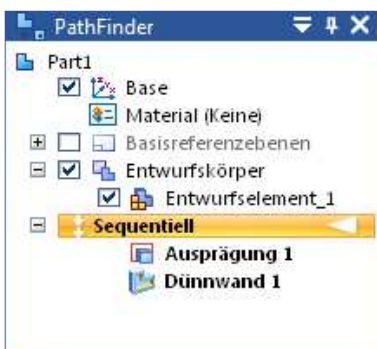 PathFinder
Part1
Base
Material (Keine)
Basisreferenzebenen
Entwurfskörper
Entwurfselement_1
Sequentiell
Ausprägung 1
Dünnwand 1